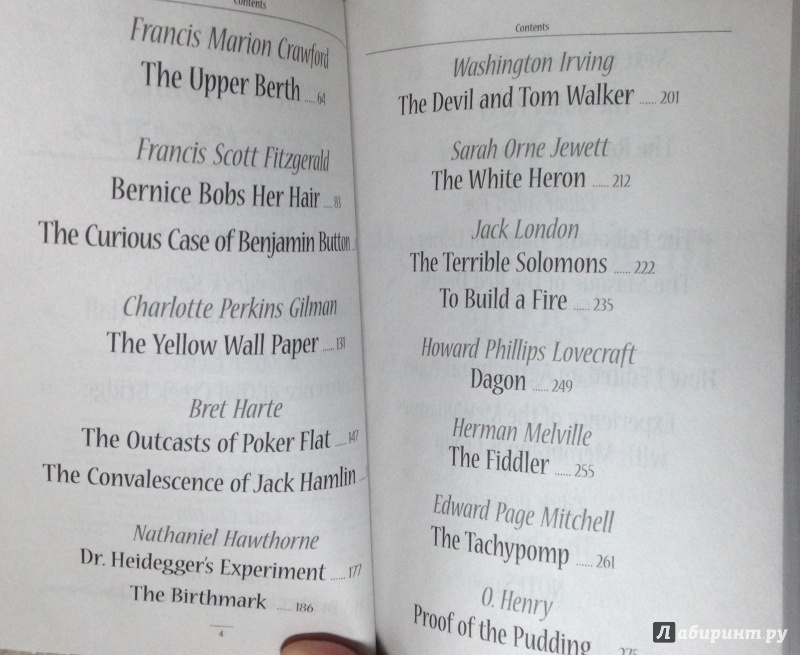 Contents
Francis Marion Crawford
The Upper Berth ..... 64
Francis Scott Fitzgerald
Bernice Bobs Her Hair ... 83
The Curious Case of Benjamin Button
Charlotte Perkins Gilman
The Yellow Wall Paper ..... 131
Bret Harte
The Outcasts of Poker Flat ..... 147
The Convalescence of Jack Hamlin
Nathaniel Hawthorne
Dr. Heidegger's Experiment ..... 177
The Birthmark ..... 186
4
Contents
Washington Irving
The Devil and Tom Walker ..... 201
Sarah Orne Jewett
The White Heron ..... 212
Jack London
The Terrible Solomons ..... 222
To Build a Fire ..... 235
Howard Phillips Lovecraft
Dagon ..... 249
Herman Melville
The Fiddler ..... 255
Edward Page Mitchell
The Tachypomp ..... 261
O. Henry
Proof of the Pudding
Лабиринт.ру